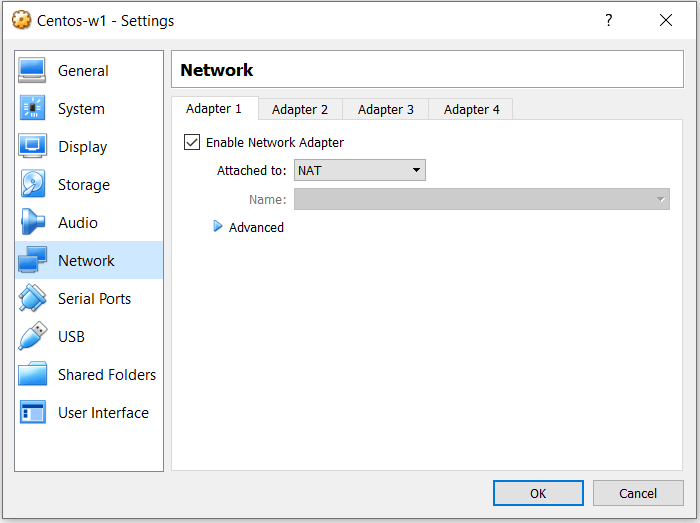 Centos-w1 - Settings
?
General
System
Display
Storage
Audio
Network
Serial Ports
USB
Shared Folders
User Interface
Network
Adapter 1 Adapter 2 Adapter 3 Adapter 4
Enable Network Adapter
Attached to: NAT
Name:
Advanced
OK Cancel